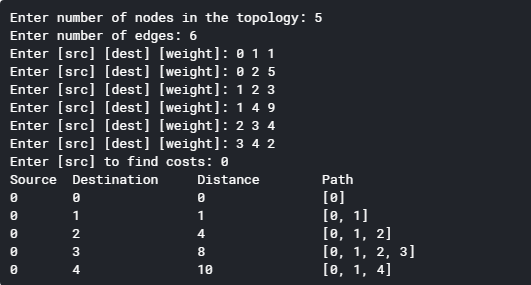 Enter number of nodes in the topology: 5
Enter number of edges: 6
Enter [src] [dest] [weight]: 0 1 1
Enter [src] [dest] [weight]: 0 2 5
Enter [src] [dest] [weight]: 1 2 3
Enter [src] [dest] [weight]: 1 4 9
Enter [src] [dest] [weight]: 2 3 4
Enter [src] [dest] [weight]: 3 4 2
Enter [src] to find costs: 0
Source Destination Distance Path
0 0 0 [0]
0 1 1 [0, 1]
0 2 4 [0, 1, 2]
0 3 8 [0, 1, 2, 3]
0 4 10 [0, 1, 4]